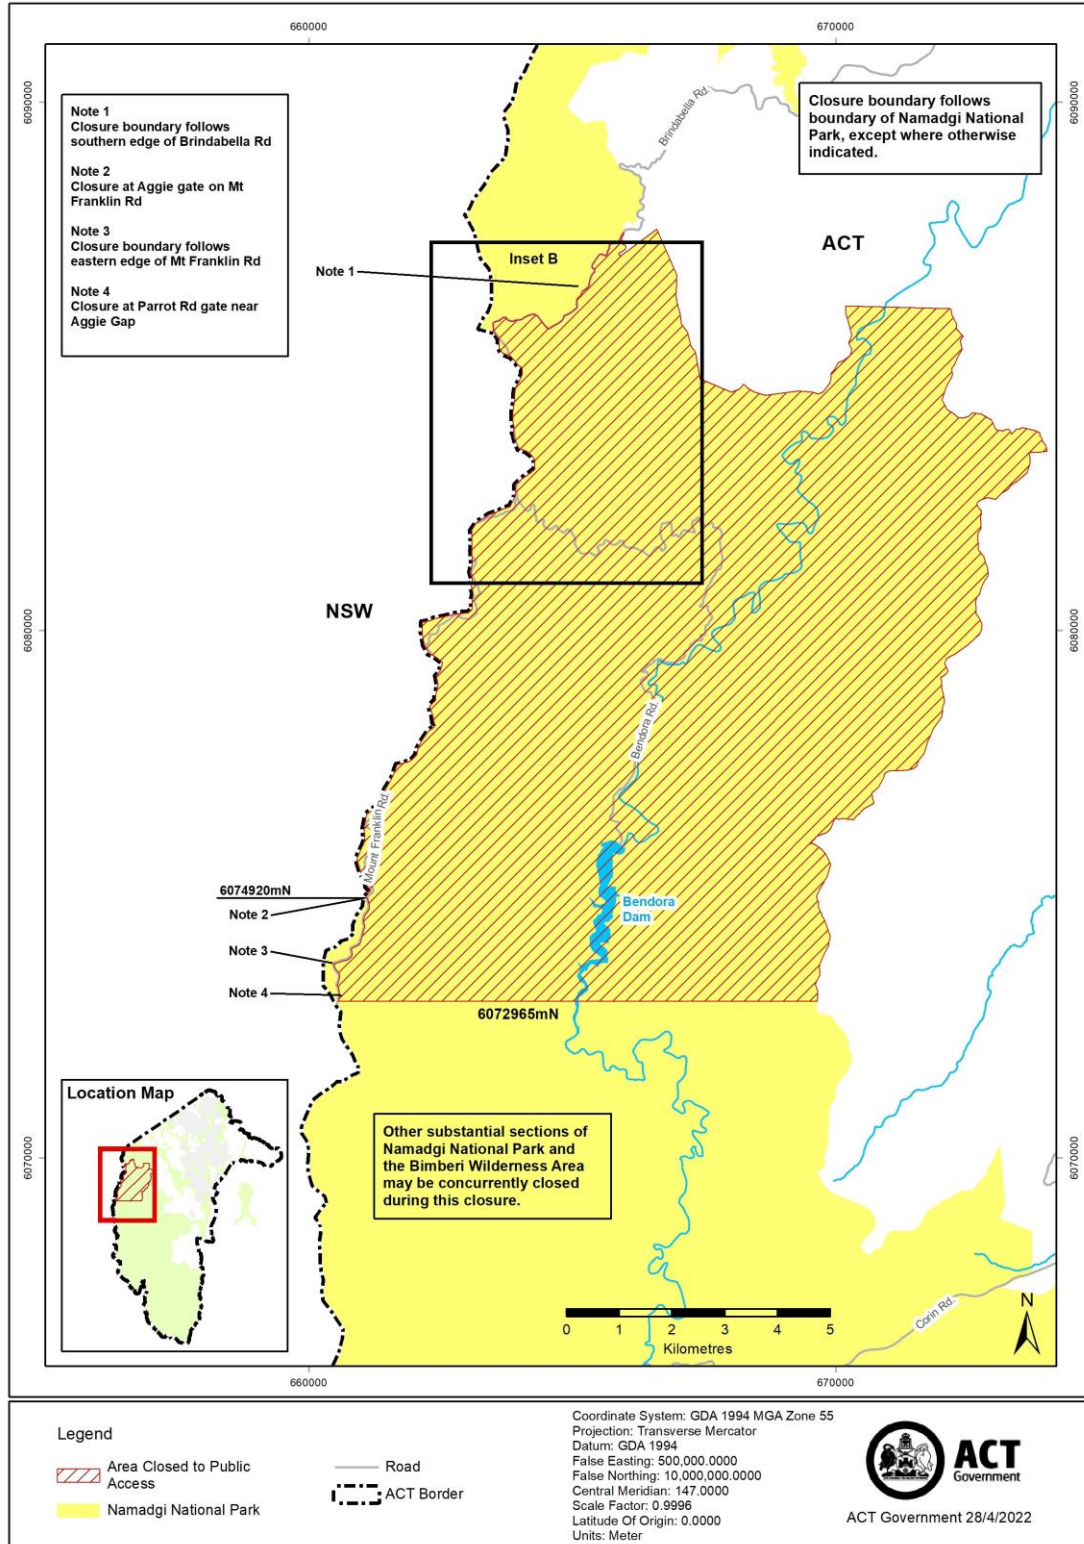 660000
670000
6090000
6090000
Note 1
Closure boundary follows
southern edge of Brindabella Rd
Note 2
Closure at Aggie gate on Mt
Franklin Rd
Note 3
Closure boundary follows
eastern edge of Mt Franklin Rd
Note 4
Closure at Parrot Rd gate near
Aggie Gap
Closure boundary follows
boundary of Namadgi National
Park, except where otherwise
indicated.
Brindabella Rd.
ACT
Inset B
Note 1
NSW
6080000
6080000
Bendora Rd.
Mount Franklin Rd.
6074920mN
Note 2
Note 3
Note 4
Bendora
Dam
6072965mN
Location Map
Other substantial sections of
Namadgi National Park and
the Bimberi Wilderness Area
may be concurrently closed
during this closure.
6070000
6070000
Corin Rd.
N
0 1 2 3 4 5
Kilometres
660000
670000
Legend
Area Closed to Public
Access
Namadgi National Park
Road
ACT Border
Coordinate System: GDA 1994 MGA Zone 55
Projection: Transverse Mercator
Datum: GDA 1994
False Easting: 500,000.0000
False Northing: 10,000,000.0000
Central Meridian: 147.0000
Scale Factor: 0.9996
Latitude Of Origin: 0.0000
Units: Meter
ACT
Government
ACT Government 28/4/2022